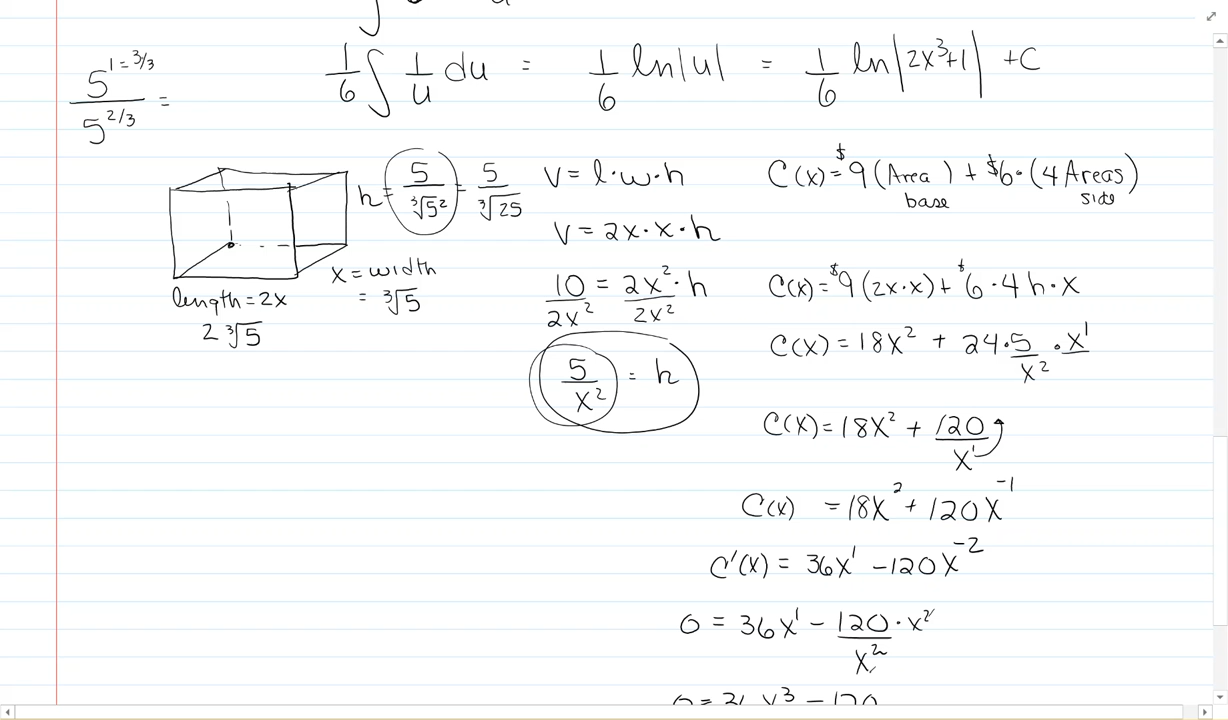 1/6 ∫ 1/u du = 1/6 ln|u| = 1/6 ln|2x³+1| + C
5^(1=3/3) / 5^(2/3) =
h = 5/∛5² = 5/∛25
x = width
= ∛5
length = 2x
2 ∛5
V = l·w·h
V = 2x·x·h
10/2x² = 2x²·h/2x²
5/x² = h
C(x) = $9 (Area base) + $6·(4 Areas side)
C(x) = $9 (2x·x) + $6·4h·x
C(x) = 18x² + 24·5/x²·x¹
C(x) = 18x² + 120/x¹
C(x) = 18x² + 120x⁻¹
C'(x) = 36x¹ − 120x⁻²
0 = 36x¹ − 120/x²·x²